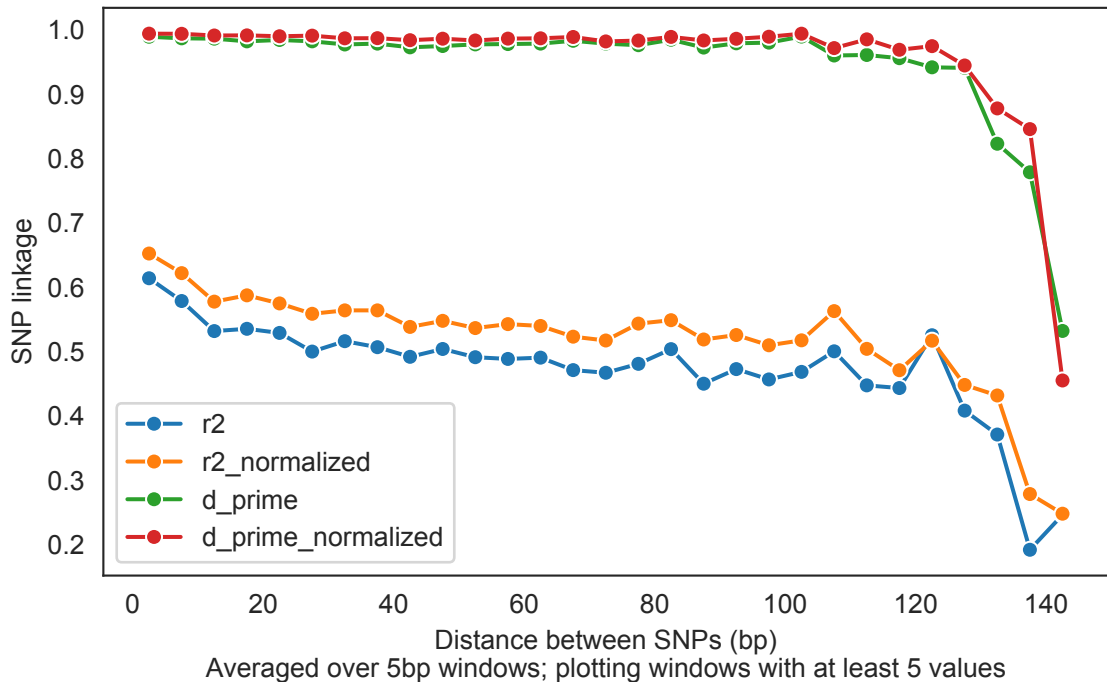 1.0
0.9
0.8
0.7
0.6
0.5
0.4
0.3
0.2
SNP linkage
r2
r2_normalized
d_prime
d_prime_normalized
0 20 40 60 80 100 120 140
Distance between SNPs (bp)
Averaged over 5bp windows; plotting windows with at least 5 values